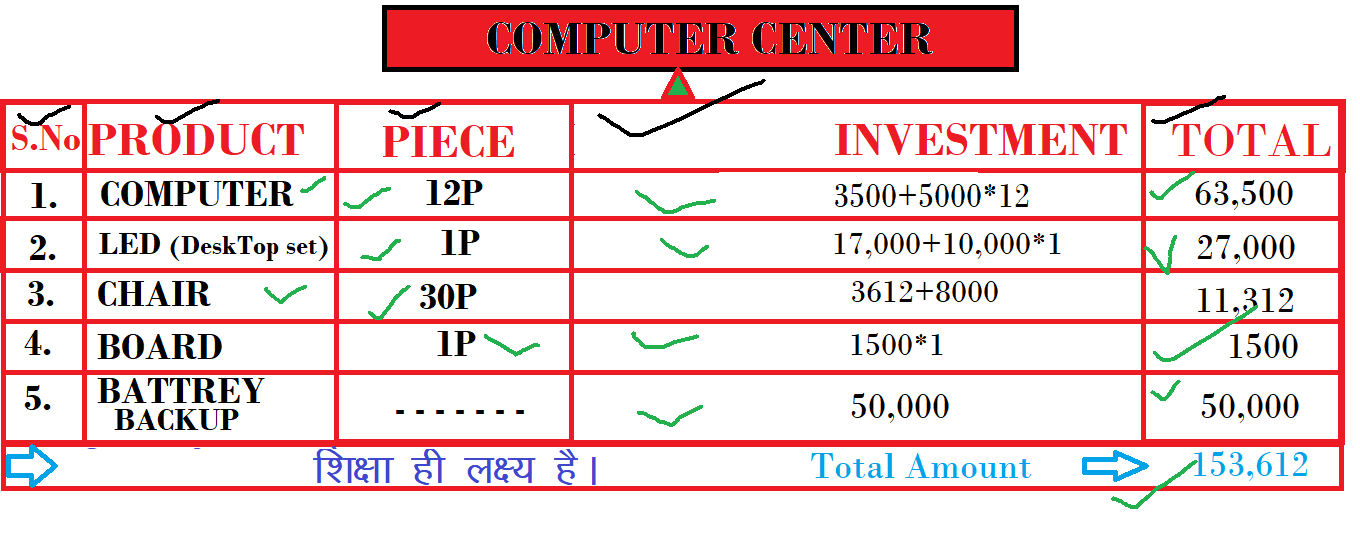 COMPUTER CENTER
S.No PRODUCT PIECE INVESTMENT TOTAL
1. COMPUTER 12P 3500+5000*12 63,500
2. LED (DeskTop set) 1P 17,000+10,000*1 27,000
3. CHAIR 30P 3612+8000 11,312
4. BOARD 1P 1500*1 1500
5. BATTREY BACKUP - - - - - - - 50,000 50,000
शिक्षा ही लक्ष्य है। Total Amount 153,612